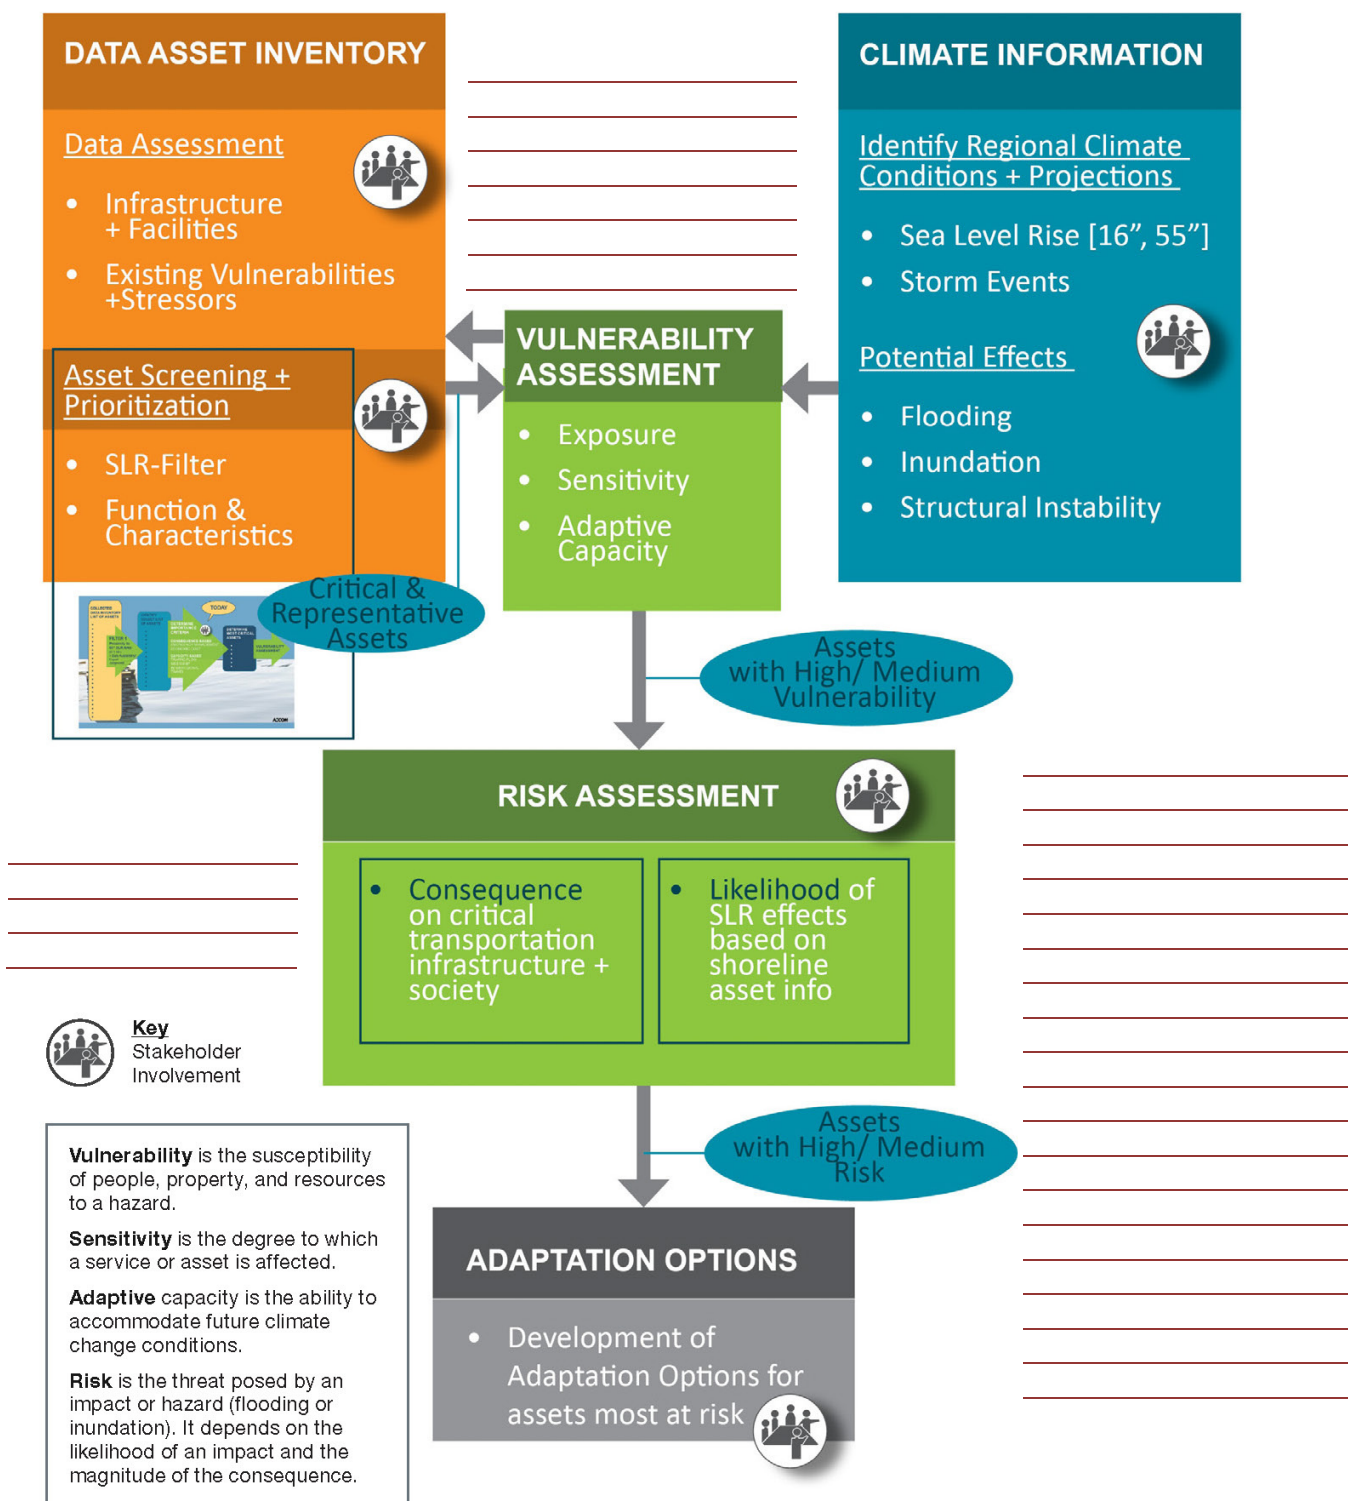 DATA ASSET INVENTORY
Data Assessment
• Infrastructure
+ Facilities
• Existing Vulnerabilities
+Stressors
Asset Screening +
Prioritization
• SLR-Filter
• Function &
Characteristics
CLIMATE INFORMATION
Identify Regional Climate
Conditions + Projections
• Sea Level Rise [16”, 55”]
• Storm Events
Potential Effects
• Flooding
• Inundation
• Structural Instability
VULNERABILITY
ASSESSMENT
• Exposure
• Sensitivity
• Adaptive
Capacity
Critical &
Representative
Assets
TODAY
AECOM
Assets
with High/ Medium
Vulnerability
RISK ASSESSMENT
• Consequence
on critical
transportation
infrastructure +
society
• Likelihood of
SLR effects
based on
shoreline
asset info
Key
Stakeholder
Involvement
Assets
with High/ Medium
Risk
ADAPTATION OPTIONS
• Development of
Adaptation Options for
assets most at risk
Vulnerability is the susceptibility
of people, property, and resources
to a hazard.
Sensitivity is the degree to which
a service or asset is affected.
Adaptive capacity is the ability to
accommodate future climate
change conditions.
Risk is the threat posed by an
impact or hazard (flooding or
inundation). It depends on the
likelihood of an impact and the
magnitude of the consequence.